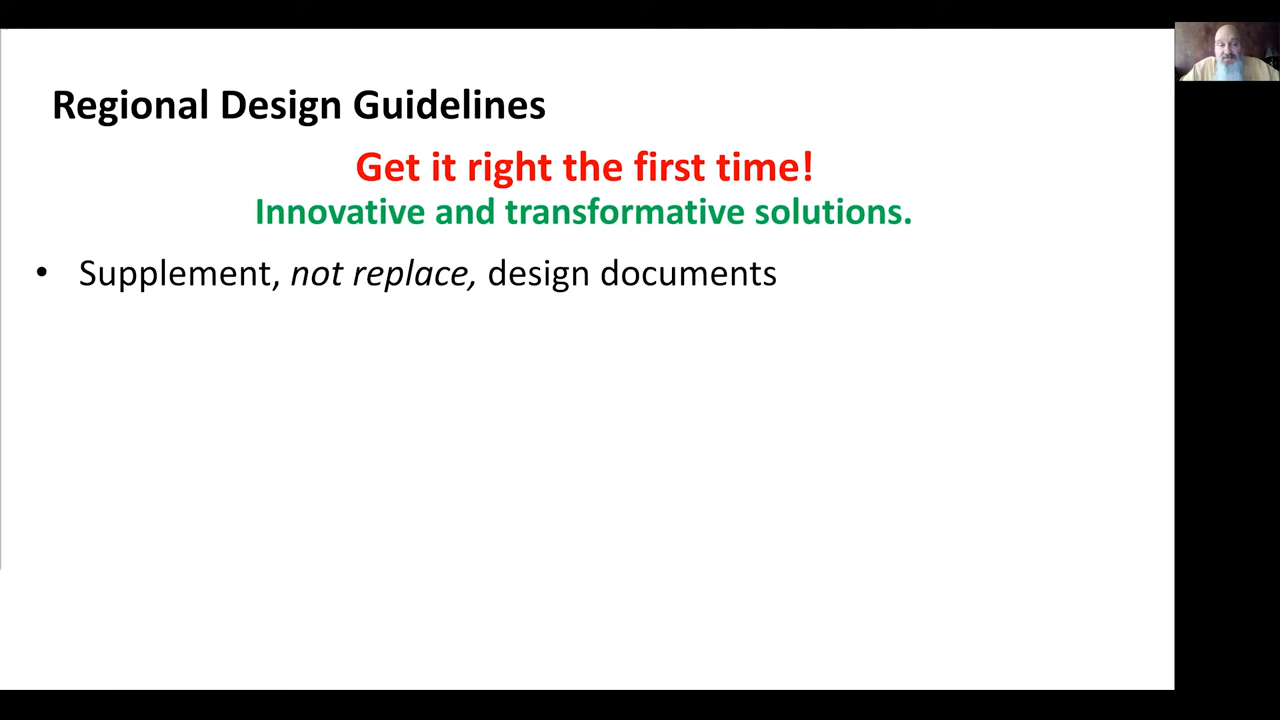 Regional Design Guidelines
Get it right the first time!
Innovative and transformative solutions.
• Supplement, not replace, design documents